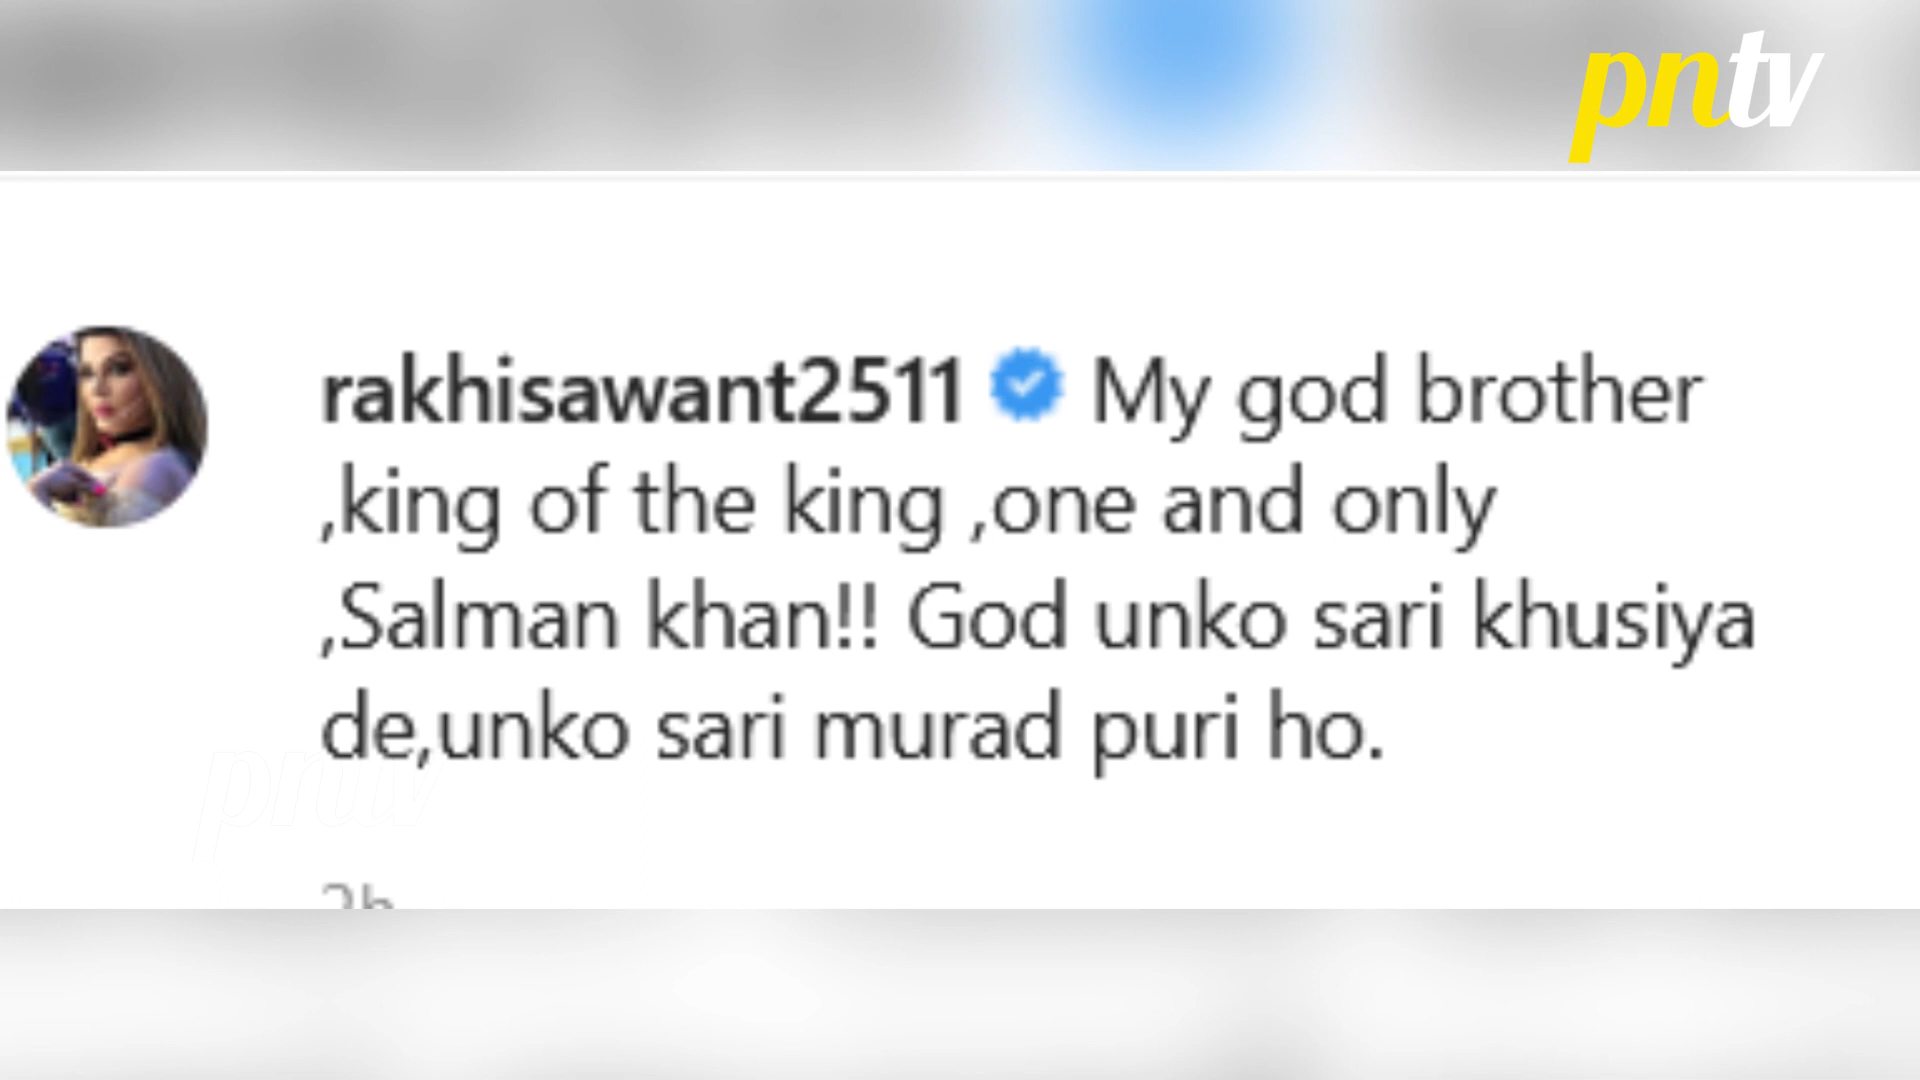 pntv
rakhisawant2511 My god brother
,king of the king ,one and only
,Salman khan!! God unko sari khusiya
de,unko sari murad puri ho.
pntv